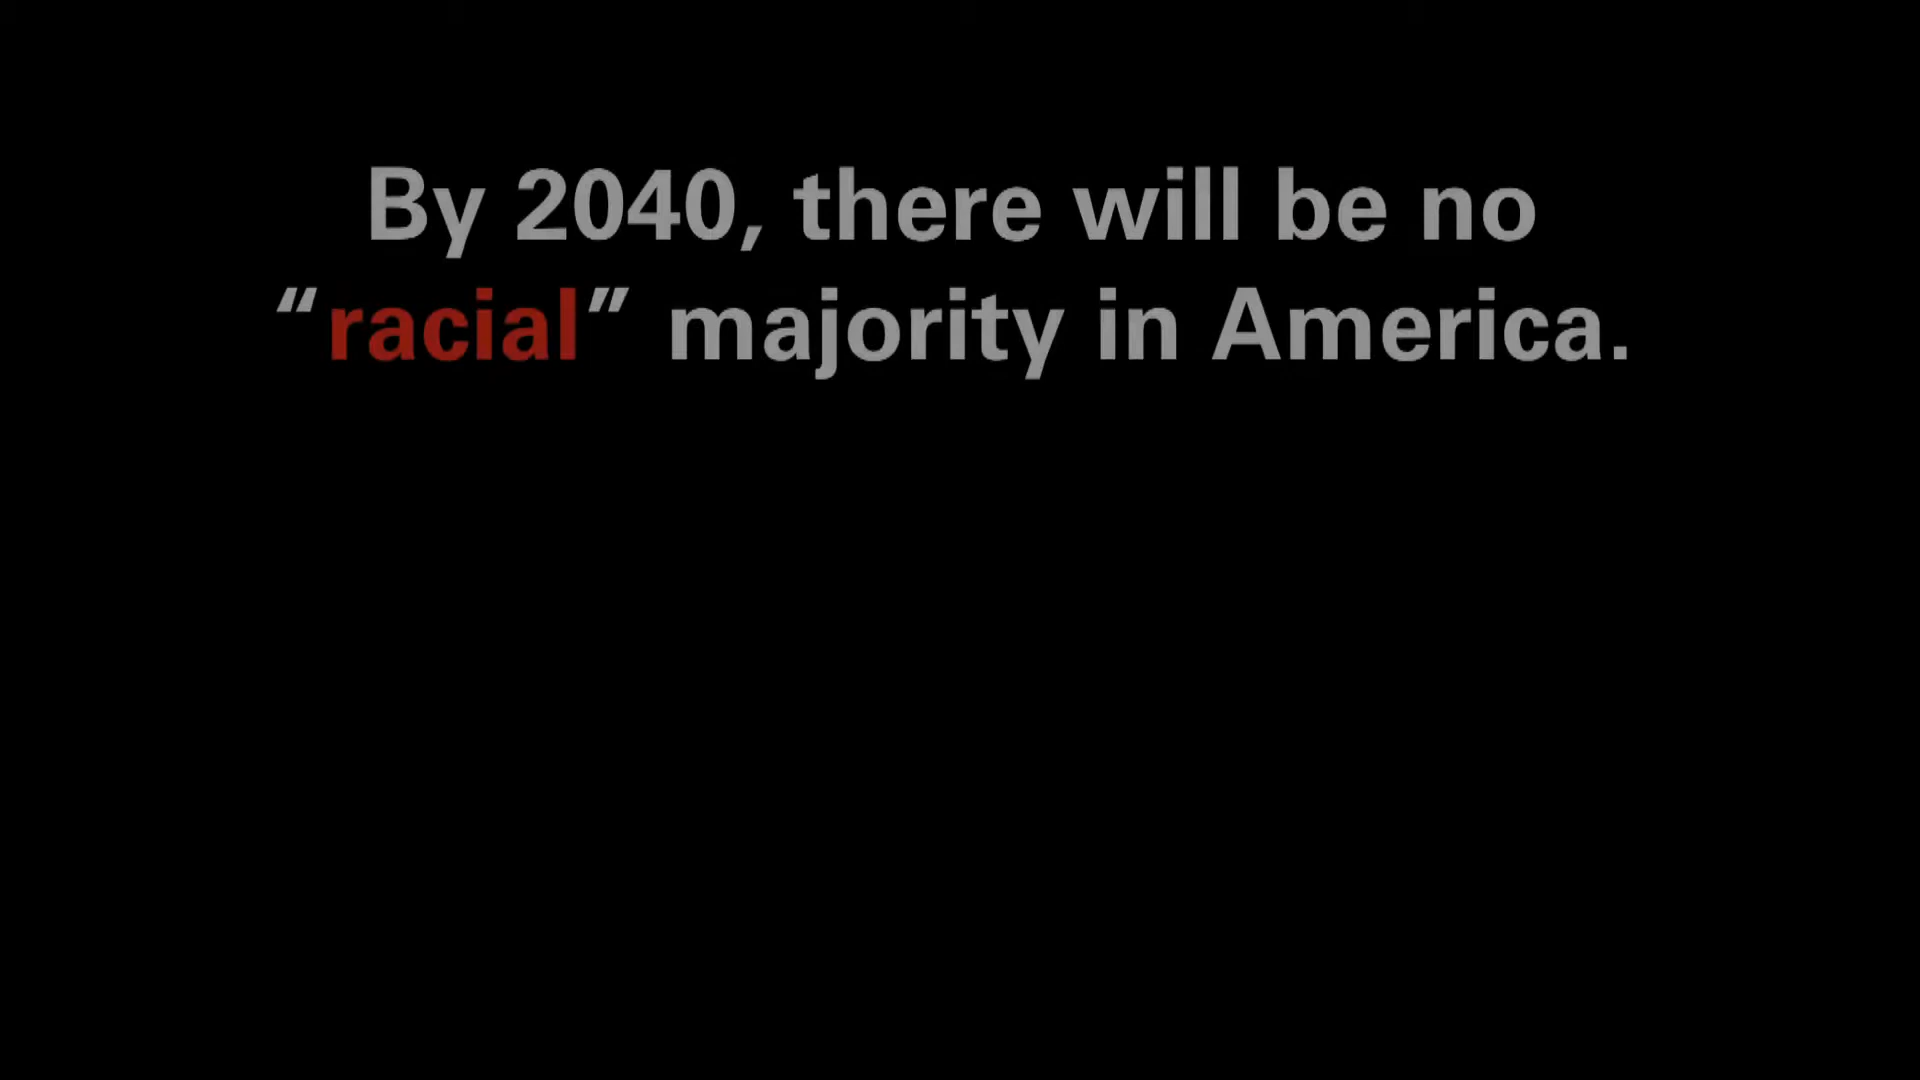 By 2040, there will be no
“racial” majority in America.